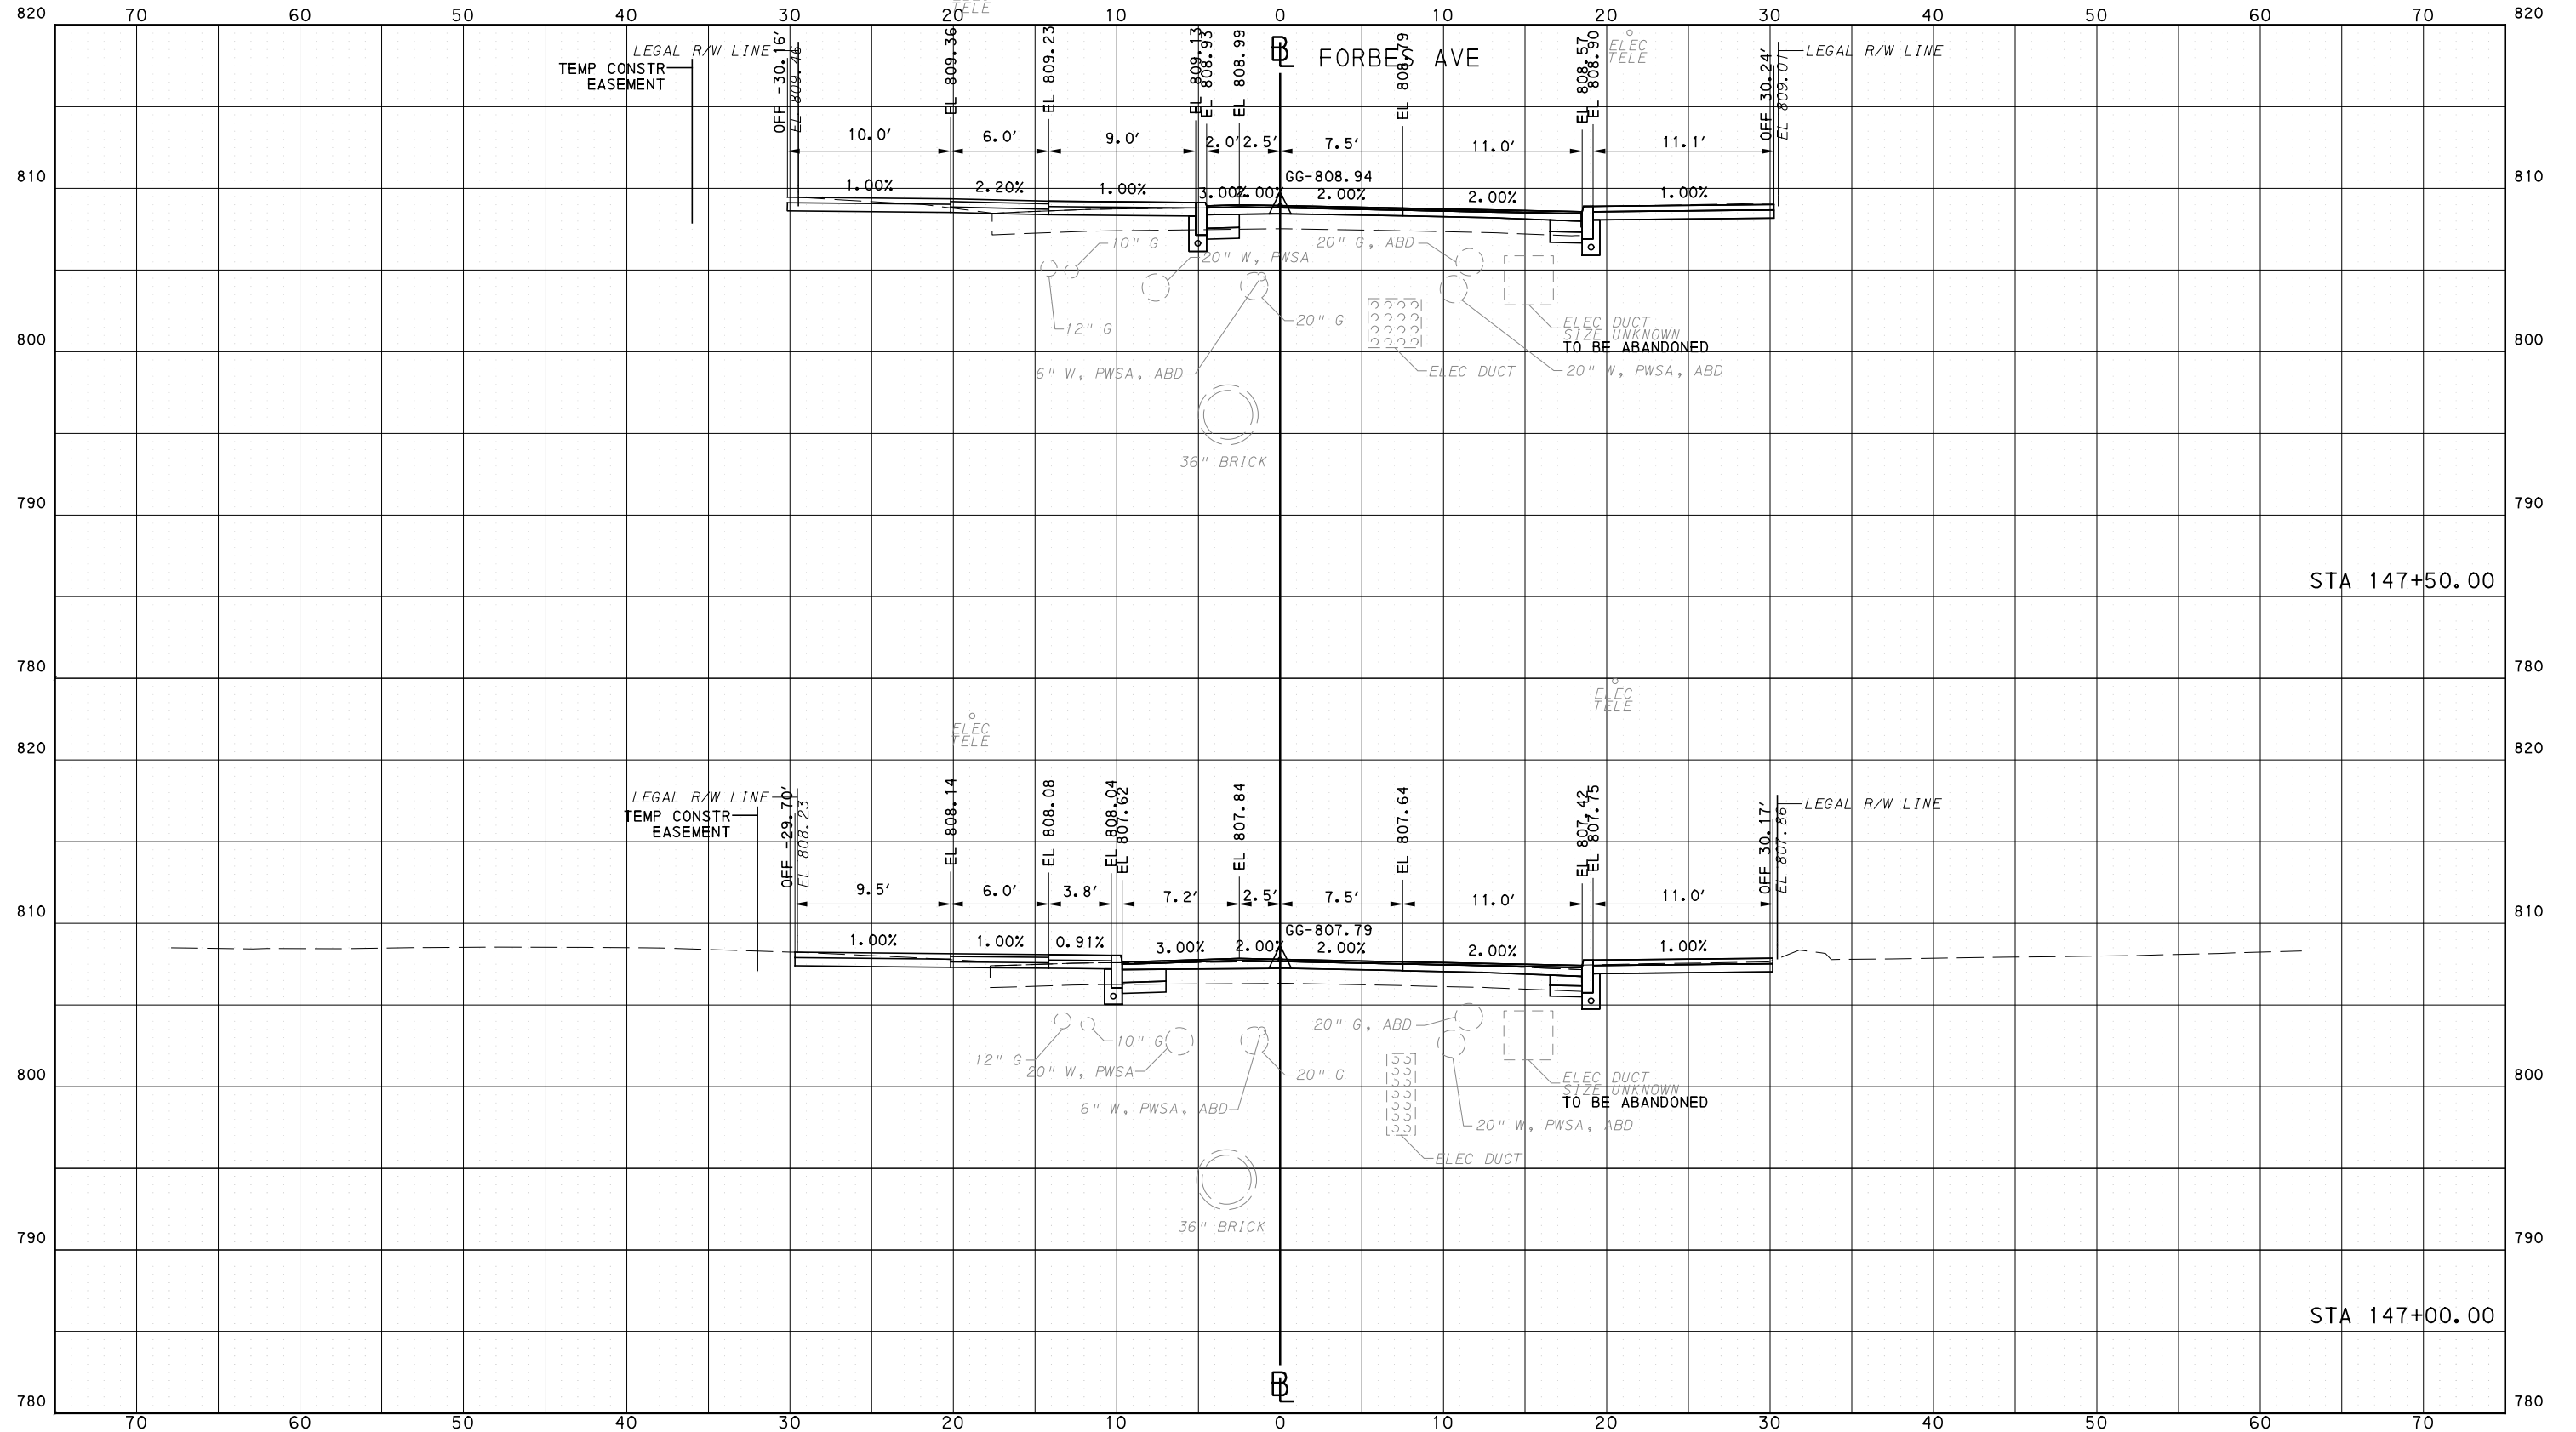 820 70 60 50 40 30 20 10 0 10 20 30 40 50 60 70 820
TELE
ELEC
TELE
LEGAL R/W LINE
TEMP CONSTR
EASEMENT
OFF -30.16'
EL 809.46
EL 809.36
EL 809.23
EL 809.13
EL 808.93
EL 808.99
BL FORBES AVE
EL 808.79
EL 808.57
EL 808.90
OFF 30.24'
EL 809.01
LEGAL R/W LINE
10.0' 6.0' 9.0' 2.0' 2.5' 7.5' 11.0' 11.1'
810 810
GG-808.94
1.00% 2.20% 1.00% 3.00% 2.00% 2.00% 2.00% 1.00%
10" G
20" W, PWSA
20" G, ABD
12" G
20" G
ELEC DUCT
SIZE UNKNOWN
TO BE ABANDONED
800 800
6" W, PWSA, ABD
ELEC DUCT
20" W, PWSA, ABD
36" BRICK
790 790
STA 147+50.00
780 780
ELEC
TELE
ELEC
TELE
820 820
LEGAL R/W LINE
TEMP CONSTR
EASEMENT
OFF -29.70'
EL 808.23
EL 808.14
EL 808.08
EL 808.04
EL 807.62
EL 807.84
EL 807.64
EL 807.42
EL 807.75
OFF 30.17'
EL 807.86
LEGAL R/W LINE
9.5' 6.0' 3.8' 7.2' 2.5' 7.5' 11.0' 11.0'
810 810
GG-807.79
1.00% 1.00% 0.91% 3.00% 2.00% 2.00% 2.00% 1.00%
20" G, ABD
10" G
12" G
20" W, PWSA
20" G
ELEC DUCT
SIZE UNKNOWN
TO BE ABANDONED
800 800
6" W, PWSA, ABD
20" W, PWSA, ABD
ELEC DUCT
36" BRICK
790 790
STA 147+00.00
BL
780 780
70 60 50 40 30 20 10 0 10 20 30 40 50 60 70